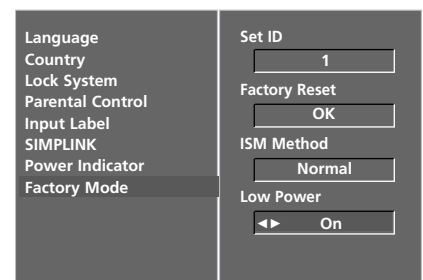 Language
Country
Lock System
Parental Control
Input Label
SIMPLINK
Power Indicator
Factory Mode
Set ID
1
Factory Reset
OK
ISM Method
Normal
Low Power
◄► On